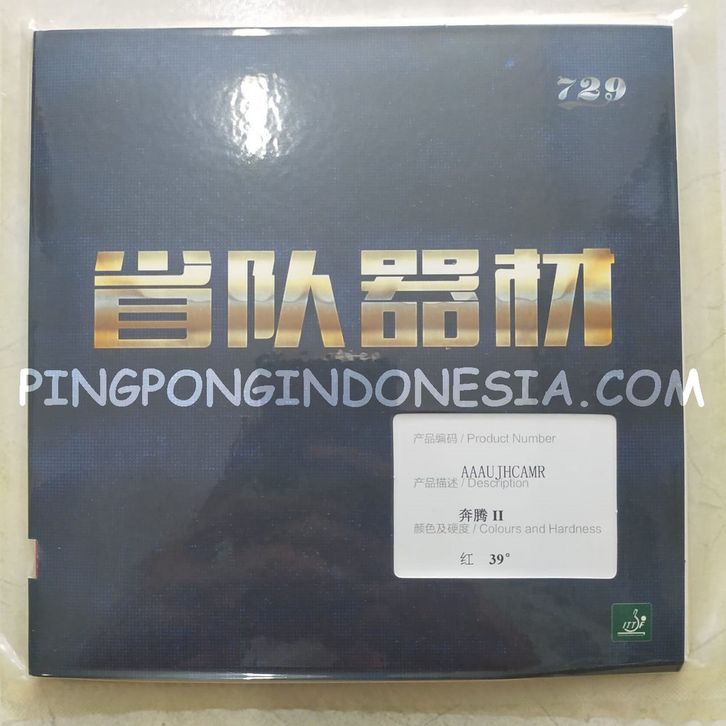 729
省队器材
PINGPONGINDONESIA.COM
产品编码 / Product Number
AAAUJHCAMR
产品描述 / Description
奔腾 II
颜色及硬度 / Colours and Hardness
红 39°
ITTF